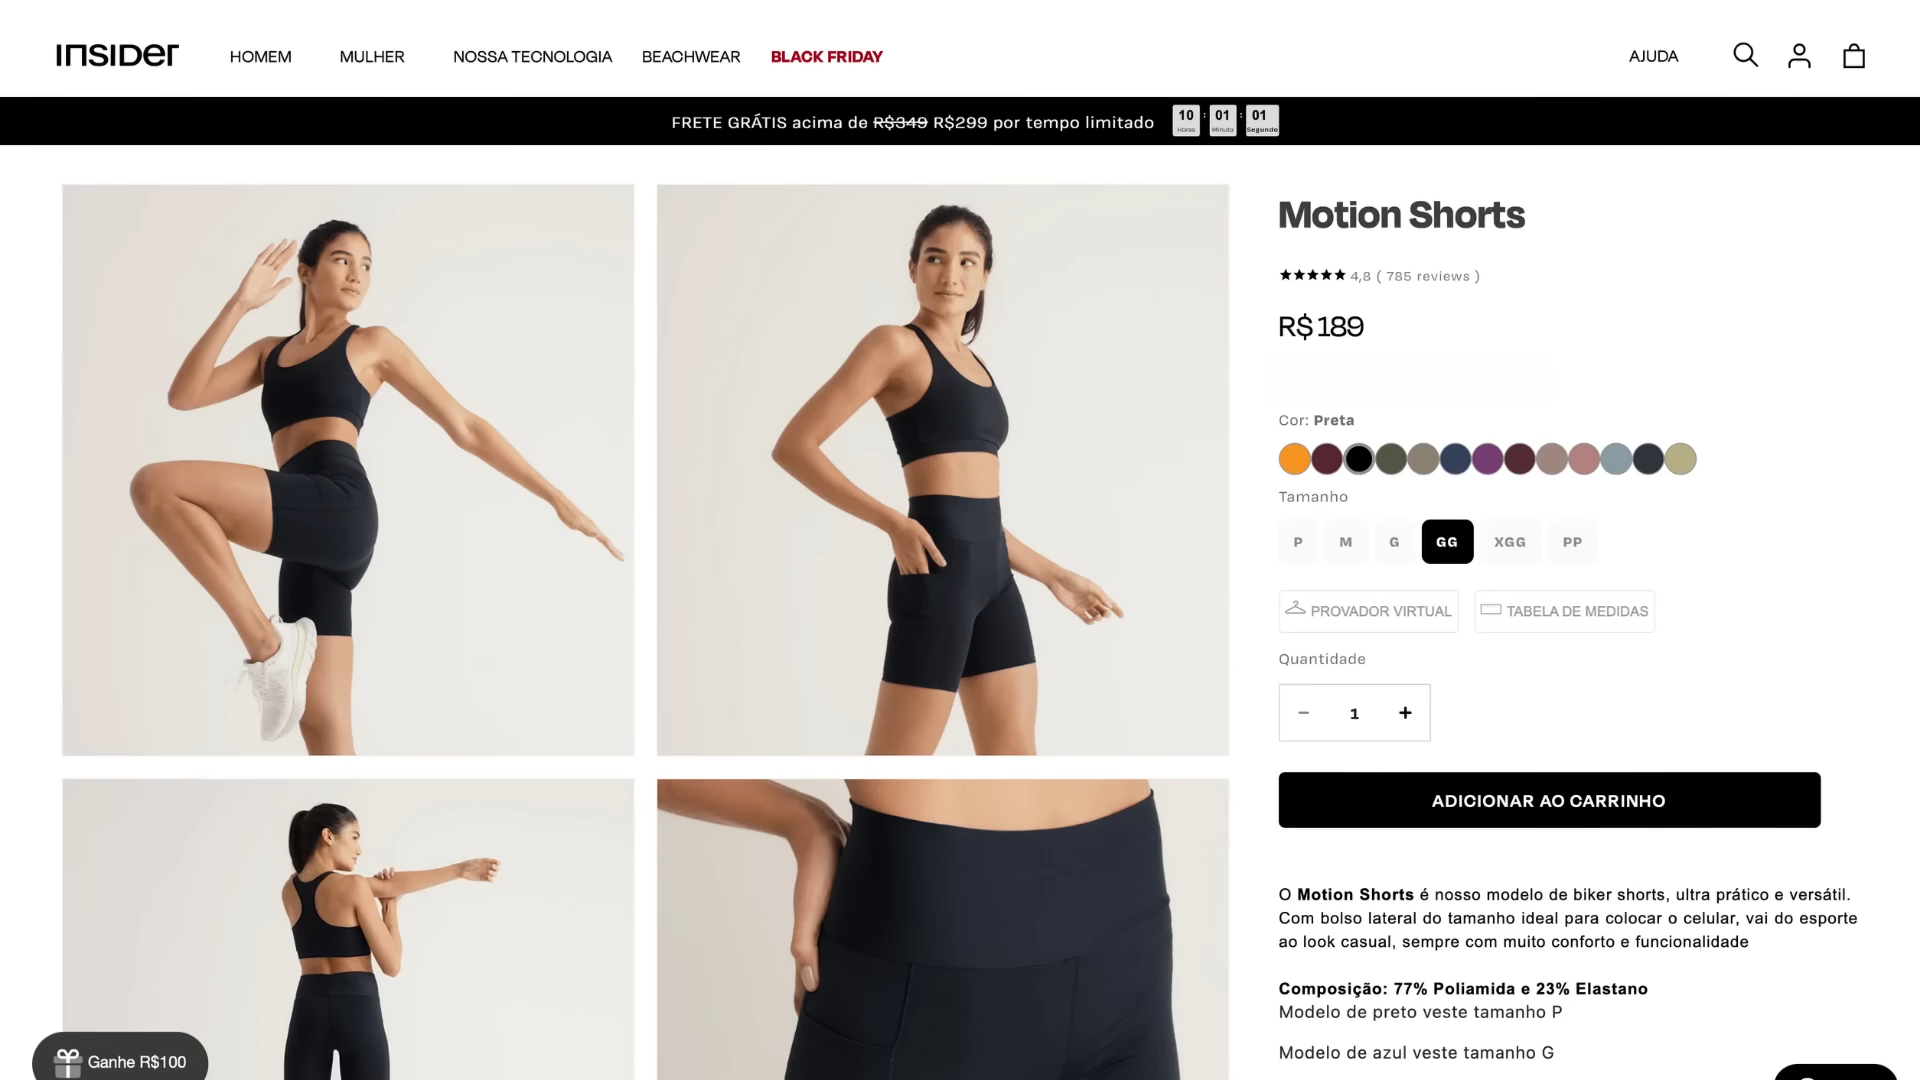 INSIDER
HOMEM
MULHER
NOSSA TECNOLOGIA
BEACHWEAR
BLACK FRIDAY
AJUDA
FRETE GRÁTIS acima de R$349 R$299 por tempo limitado
10 : 01 : 01
Horas Minuto Segundo
Motion Shorts
★★★★★ 4,8 ( 785 reviews )
R$ 189
Cor: Preta
Tamanho
P M G GG XGG PP
PROVADOR VIRTUAL
TABELA DE MEDIDAS
Quantidade
− 1 +
ADICIONAR AO CARRINHO
O Motion Shorts é nosso modelo de biker shorts, ultra prático e versátil.
Com bolso lateral do tamanho ideal para colocar o celular, vai do esporte
ao look casual, sempre com muito conforto e funcionalidade
Composição: 77% Poliamida e 23% Elastano
Modelo de preto veste tamanho P
Modelo de azul veste tamanho G
Ganhe R$100